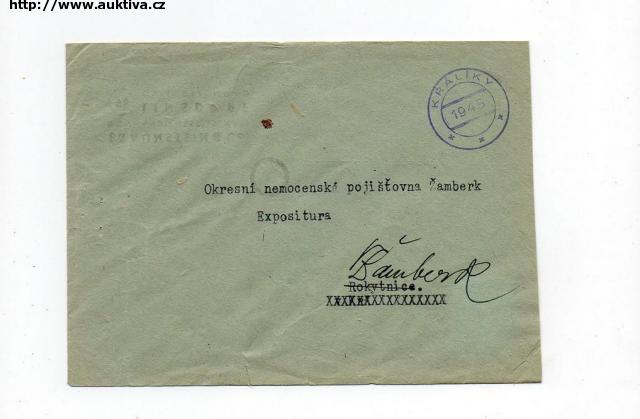 http://www.auktiva.cz
KRÁLÍKY
1945
Okresní nemocenská pojišťovna Žamberk
Expositura
Žamberk
Rokytnice.
XXXXXXXXXXXXXXXXX